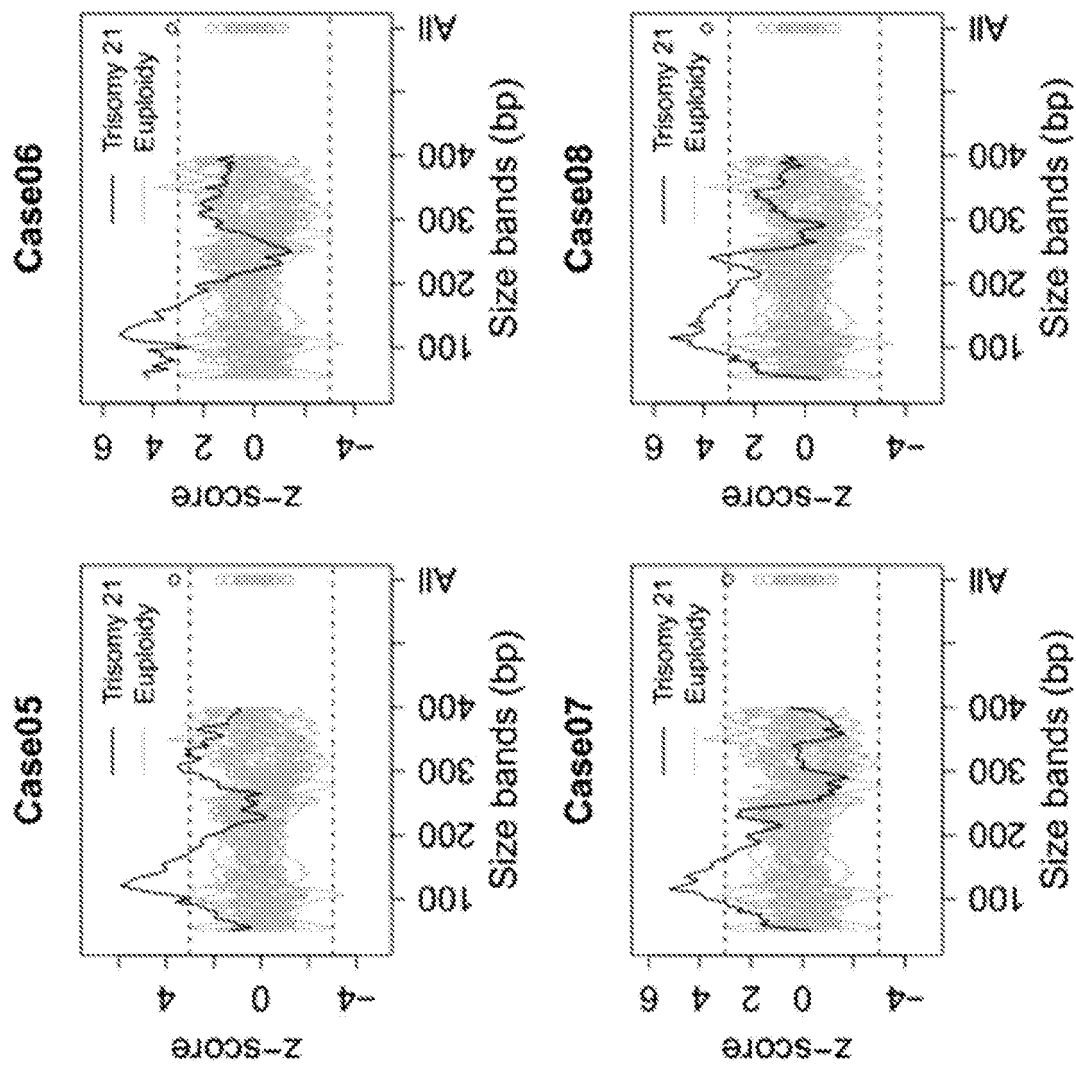 Case05
Trisomy 21
Euploidy
z-score
4
0
-4
100 200 300 400 All
Size bands (bp)
Case06
Trisomy 21
Euploidy
z-score
6
4
2
0
-4
100 200 300 400 All
Size bands (bp)
Case07
Trisomy 21
Euploidy
z-score
6
4
2
0
-4
100 200 300 400 All
Size bands (bp)
Case08
Trisomy 21
Euploidy
z-score
6
4
2
0
-4
100 200 300 400 All
Size bands (bp)